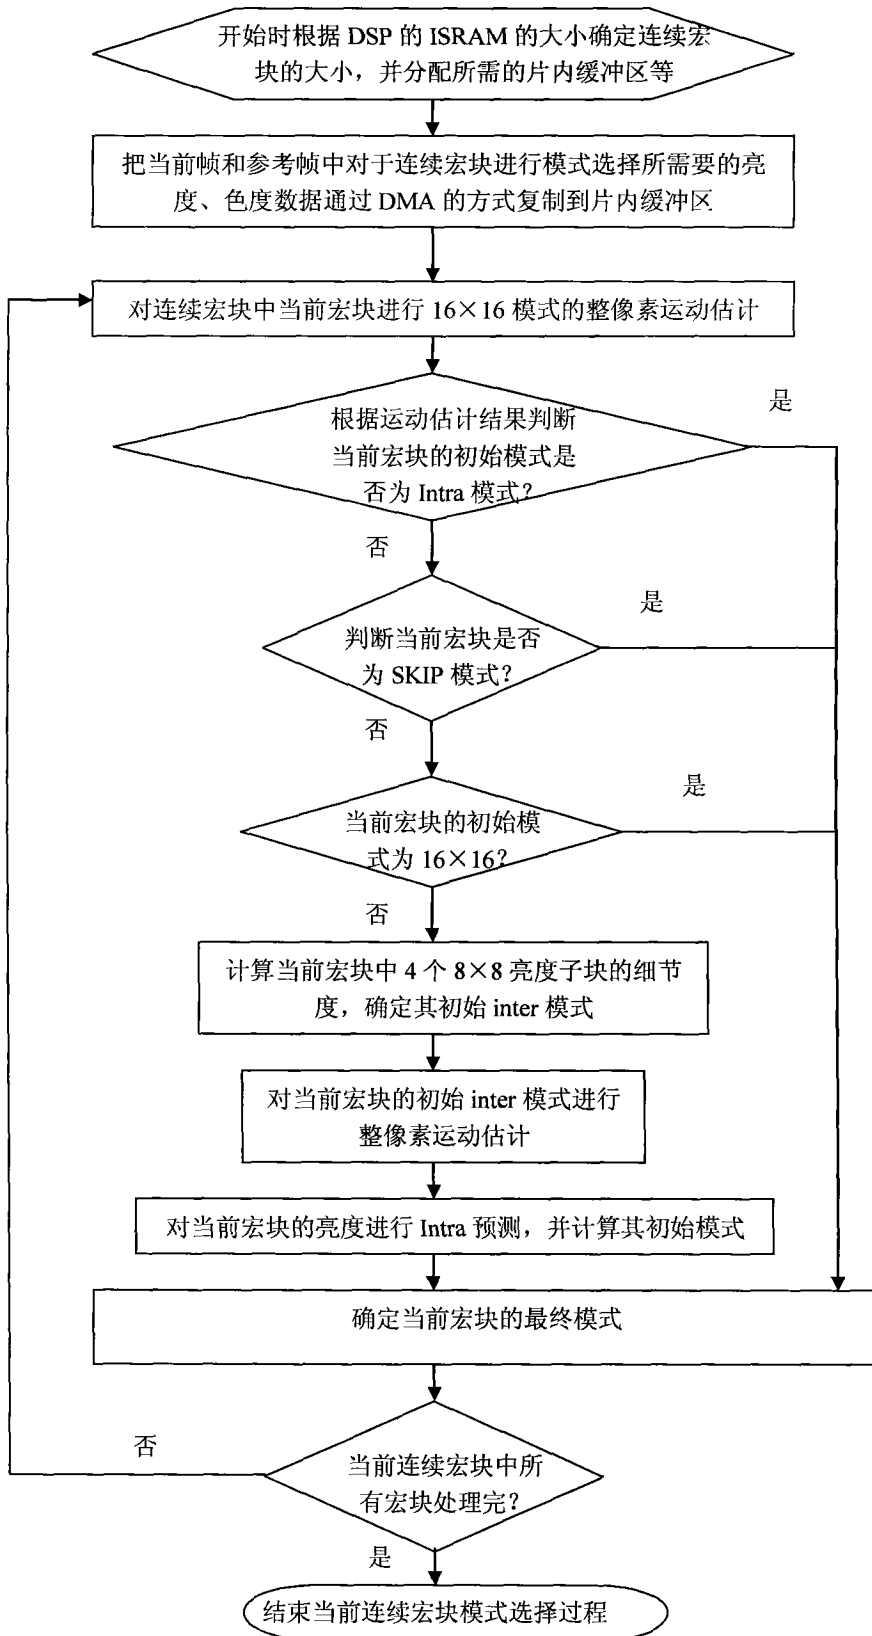 开始时根据 DSP 的 ISRAM 的大小确定连续宏
块的大小，并分配所需的片内缓冲区等
把当前帧和参考帧中对于连续宏块进行模式选择所需要的亮
度、色度数据通过 DMA 的方式复制到片内缓冲区
对连续宏块中当前宏块进行 16×16 模式的整像素运动估计
根据运动估计结果判断
当前宏块的初始模式是
否为 Intra 模式？
是
否
判断当前宏块是否
为 SKIP 模式？
是
否
当前宏块的初始模
式为 16×16？
是
否
计算当前宏块中 4 个 8×8 亮度子块的细节
度，确定其初始 inter 模式
对当前宏块的初始 inter 模式进行
整像素运动估计
对当前宏块的亮度进行 Intra 预测，并计算其初始模式
确定当前宏块的最终模式
否
当前连续宏块中所
有宏块处理完？
是
结束当前连续宏块模式选择过程